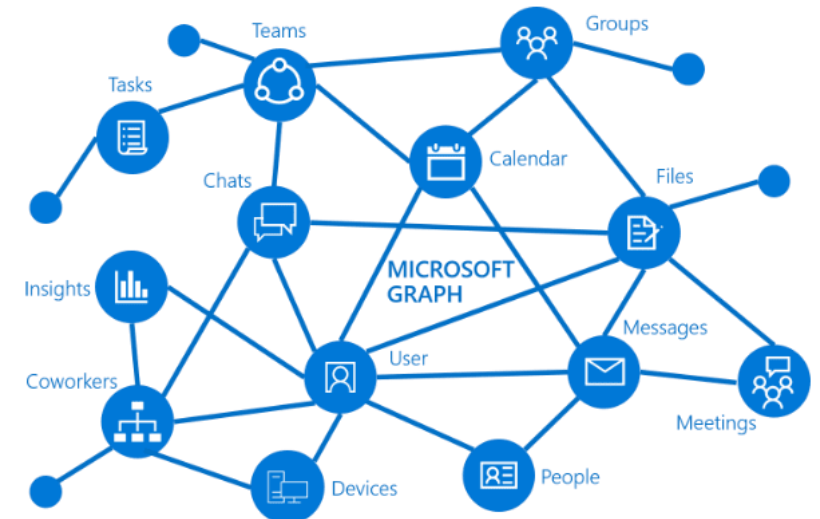 Teams
Groups
Tasks
Calendar
Chats
Files
MICROSOFT
GRAPH
Insights
Messages
User
Coworkers
Meetings
People
Devices